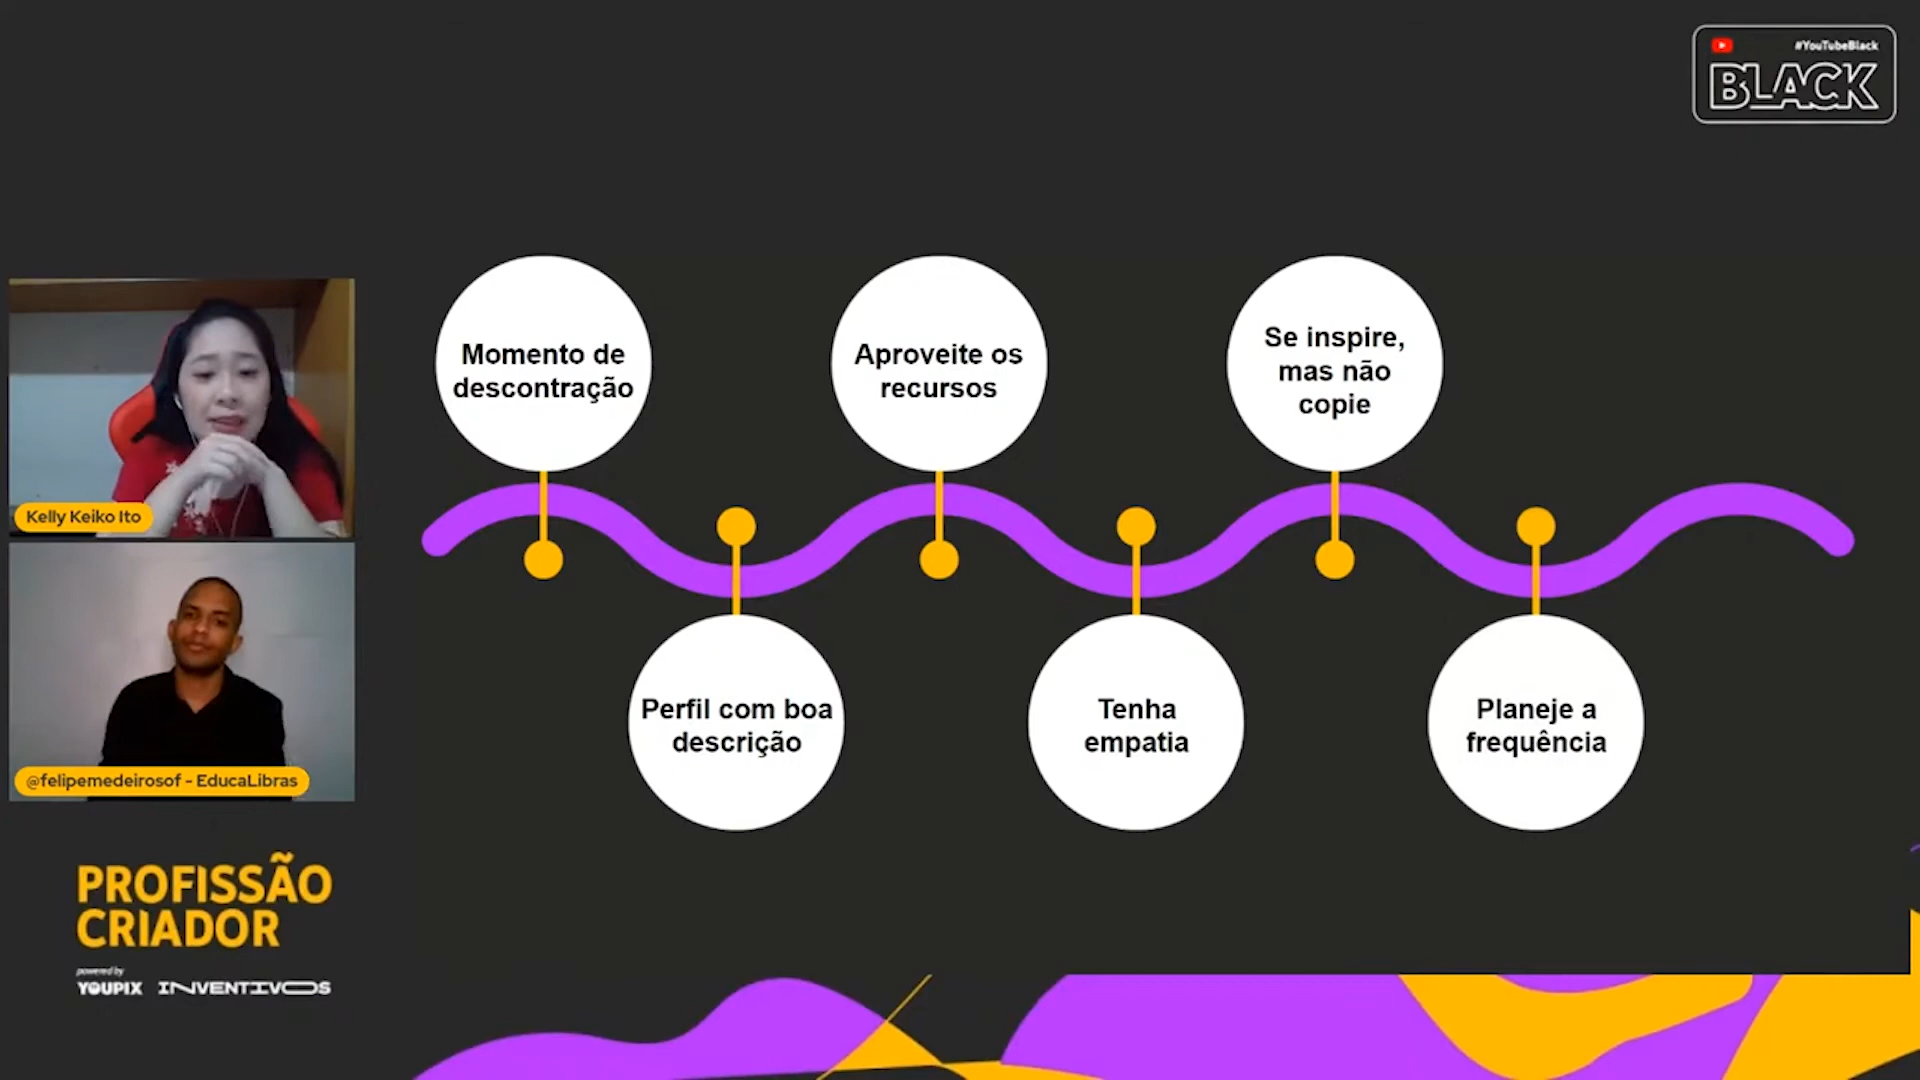 #YouTubeBlack
BLACK
Momento de
descontração
Aproveite os
recursos
Se inspire,
mas não
copie
Kelly Keiko Ito
Perfil com boa
descrição
Tenha
empatia
Planeje a
frequência
@felipemedeirosof - EducaLibras
PROFISSÃO
CRIADOR
powered by
YOUPIX INVENTIVOS